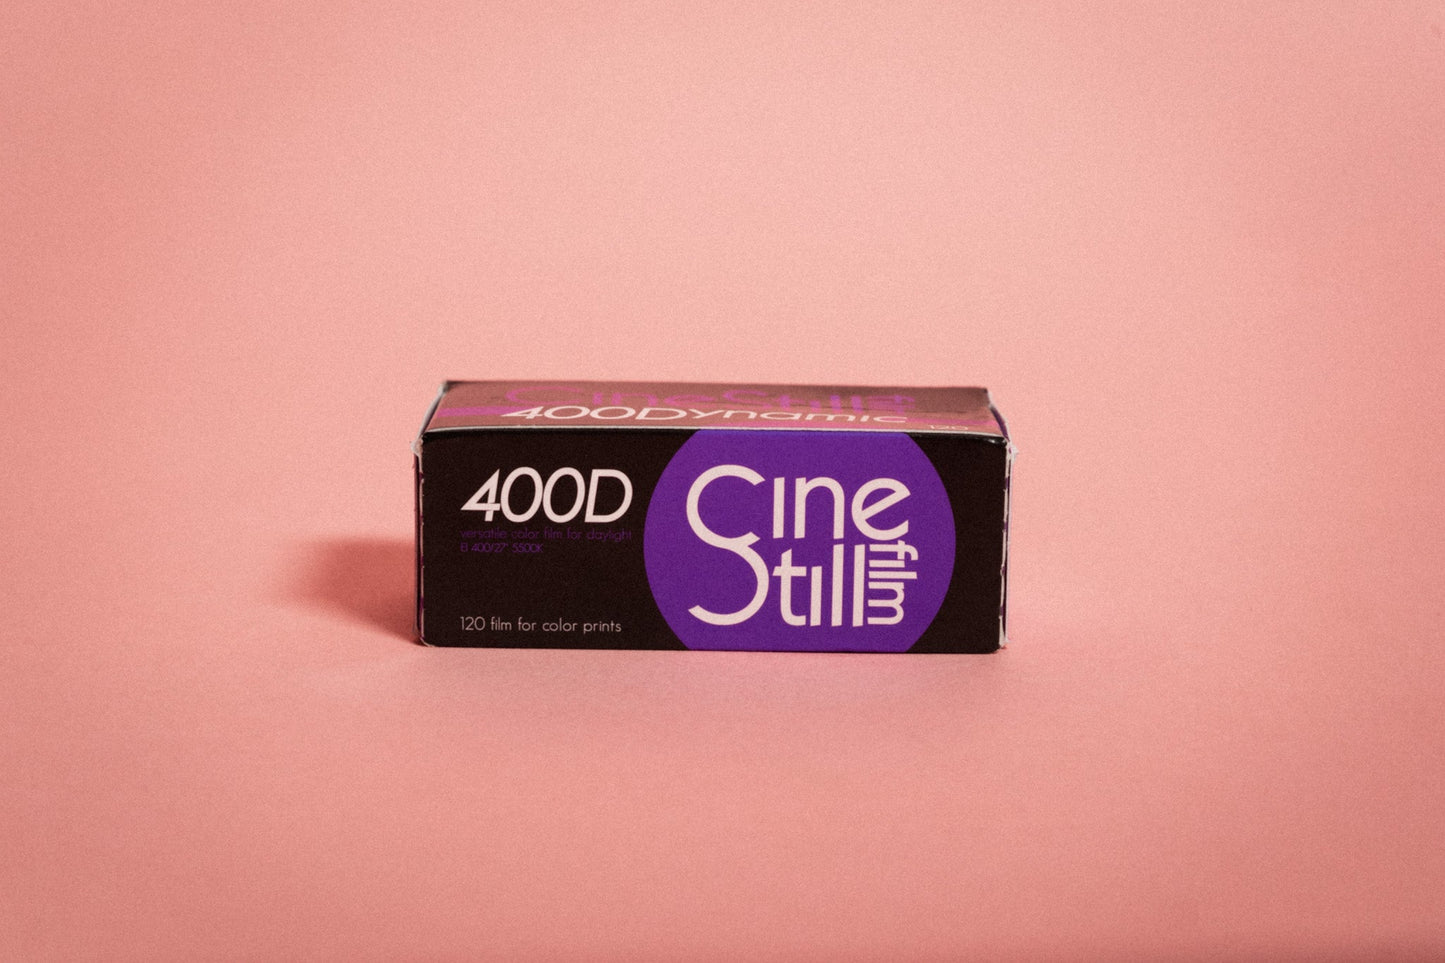 CineStill
400Dynamic
120
400D
versatile color film for daylight
EI 400/27° 5500K
120 film for color prints
Cine
Still
film